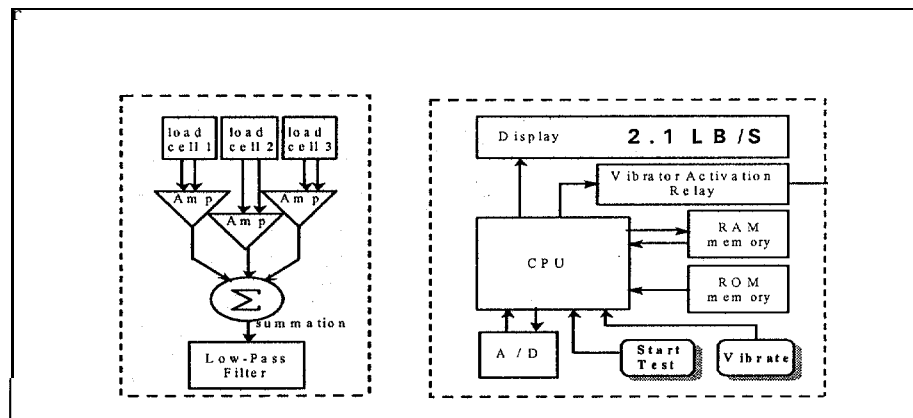 r
load cell 1
load cell 2
load cell 3
Amp
Amp
Amp
Σ
summation
Low-Pass
Filter
Display 2.1 LB/S
Vibrator Activation
Relay
CPU
RAM
memory
ROM
memory
A/D
Start
Test
Vibrate